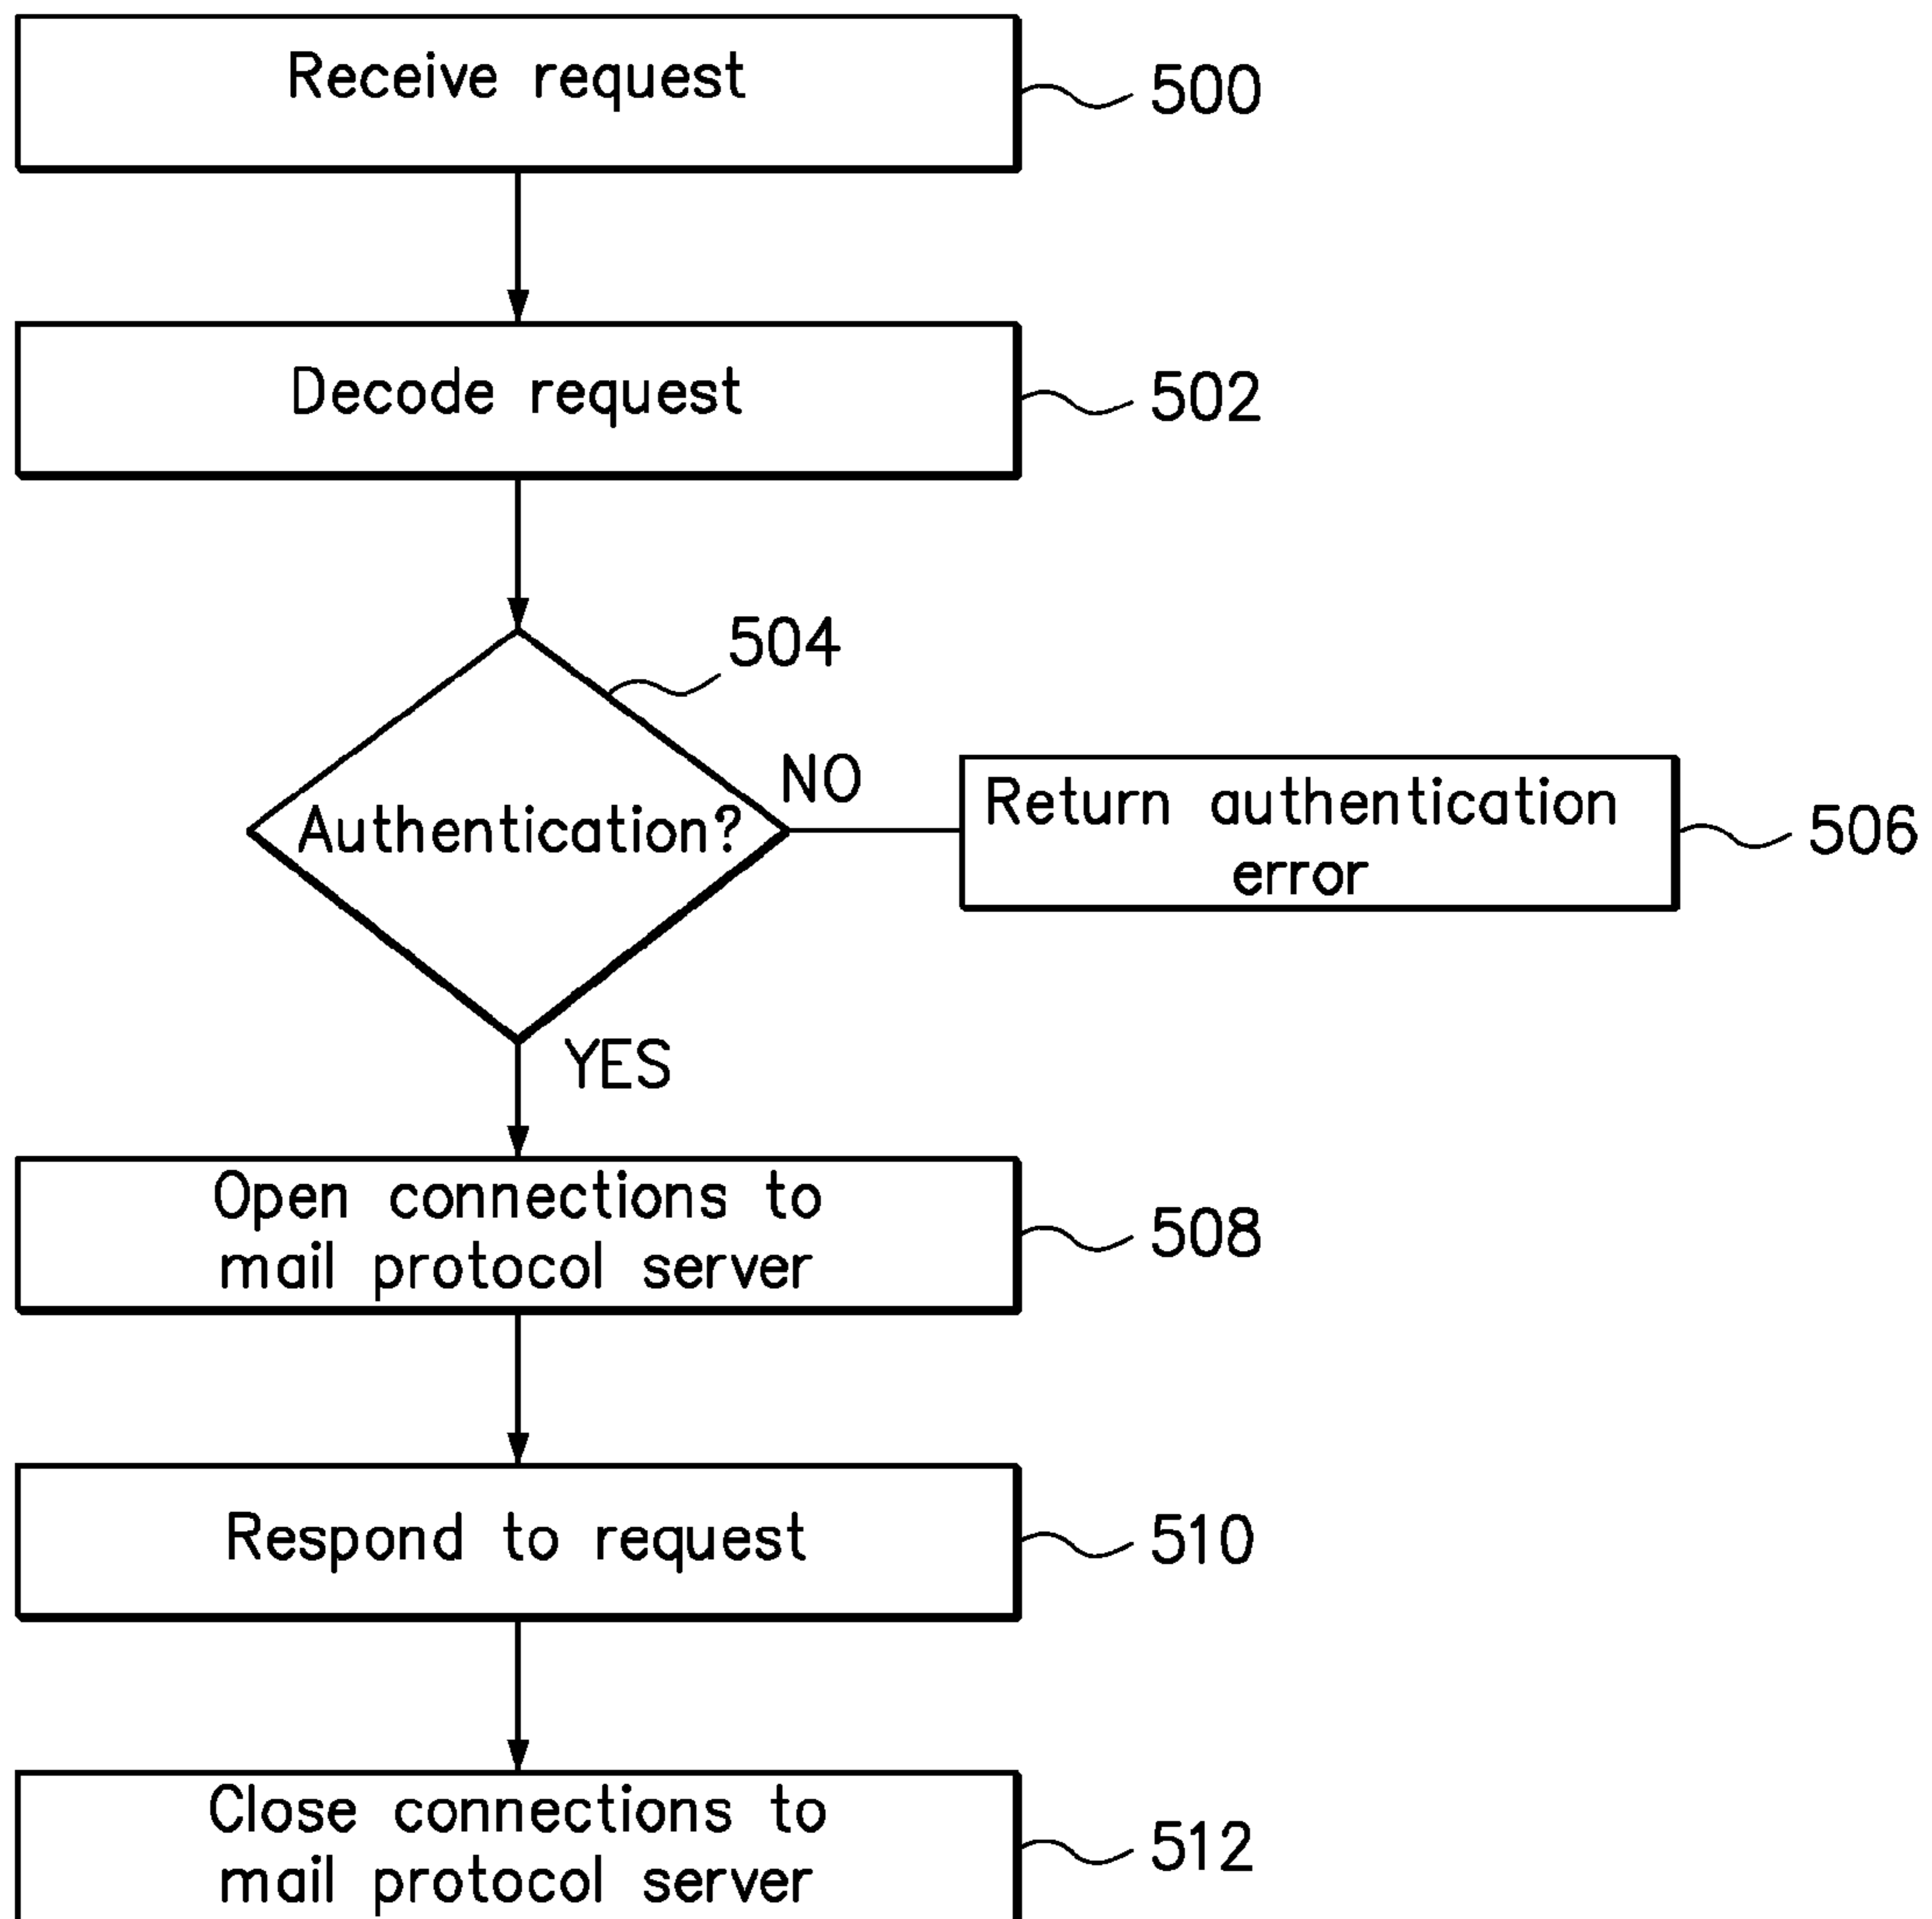 Receive request
500
Decode request
502
504
Authentication?
NO
Return authentication
error
506
YES
Open connections to
mail protocol server
508
Respond to request
510
Close connections to
mail protocol server
512